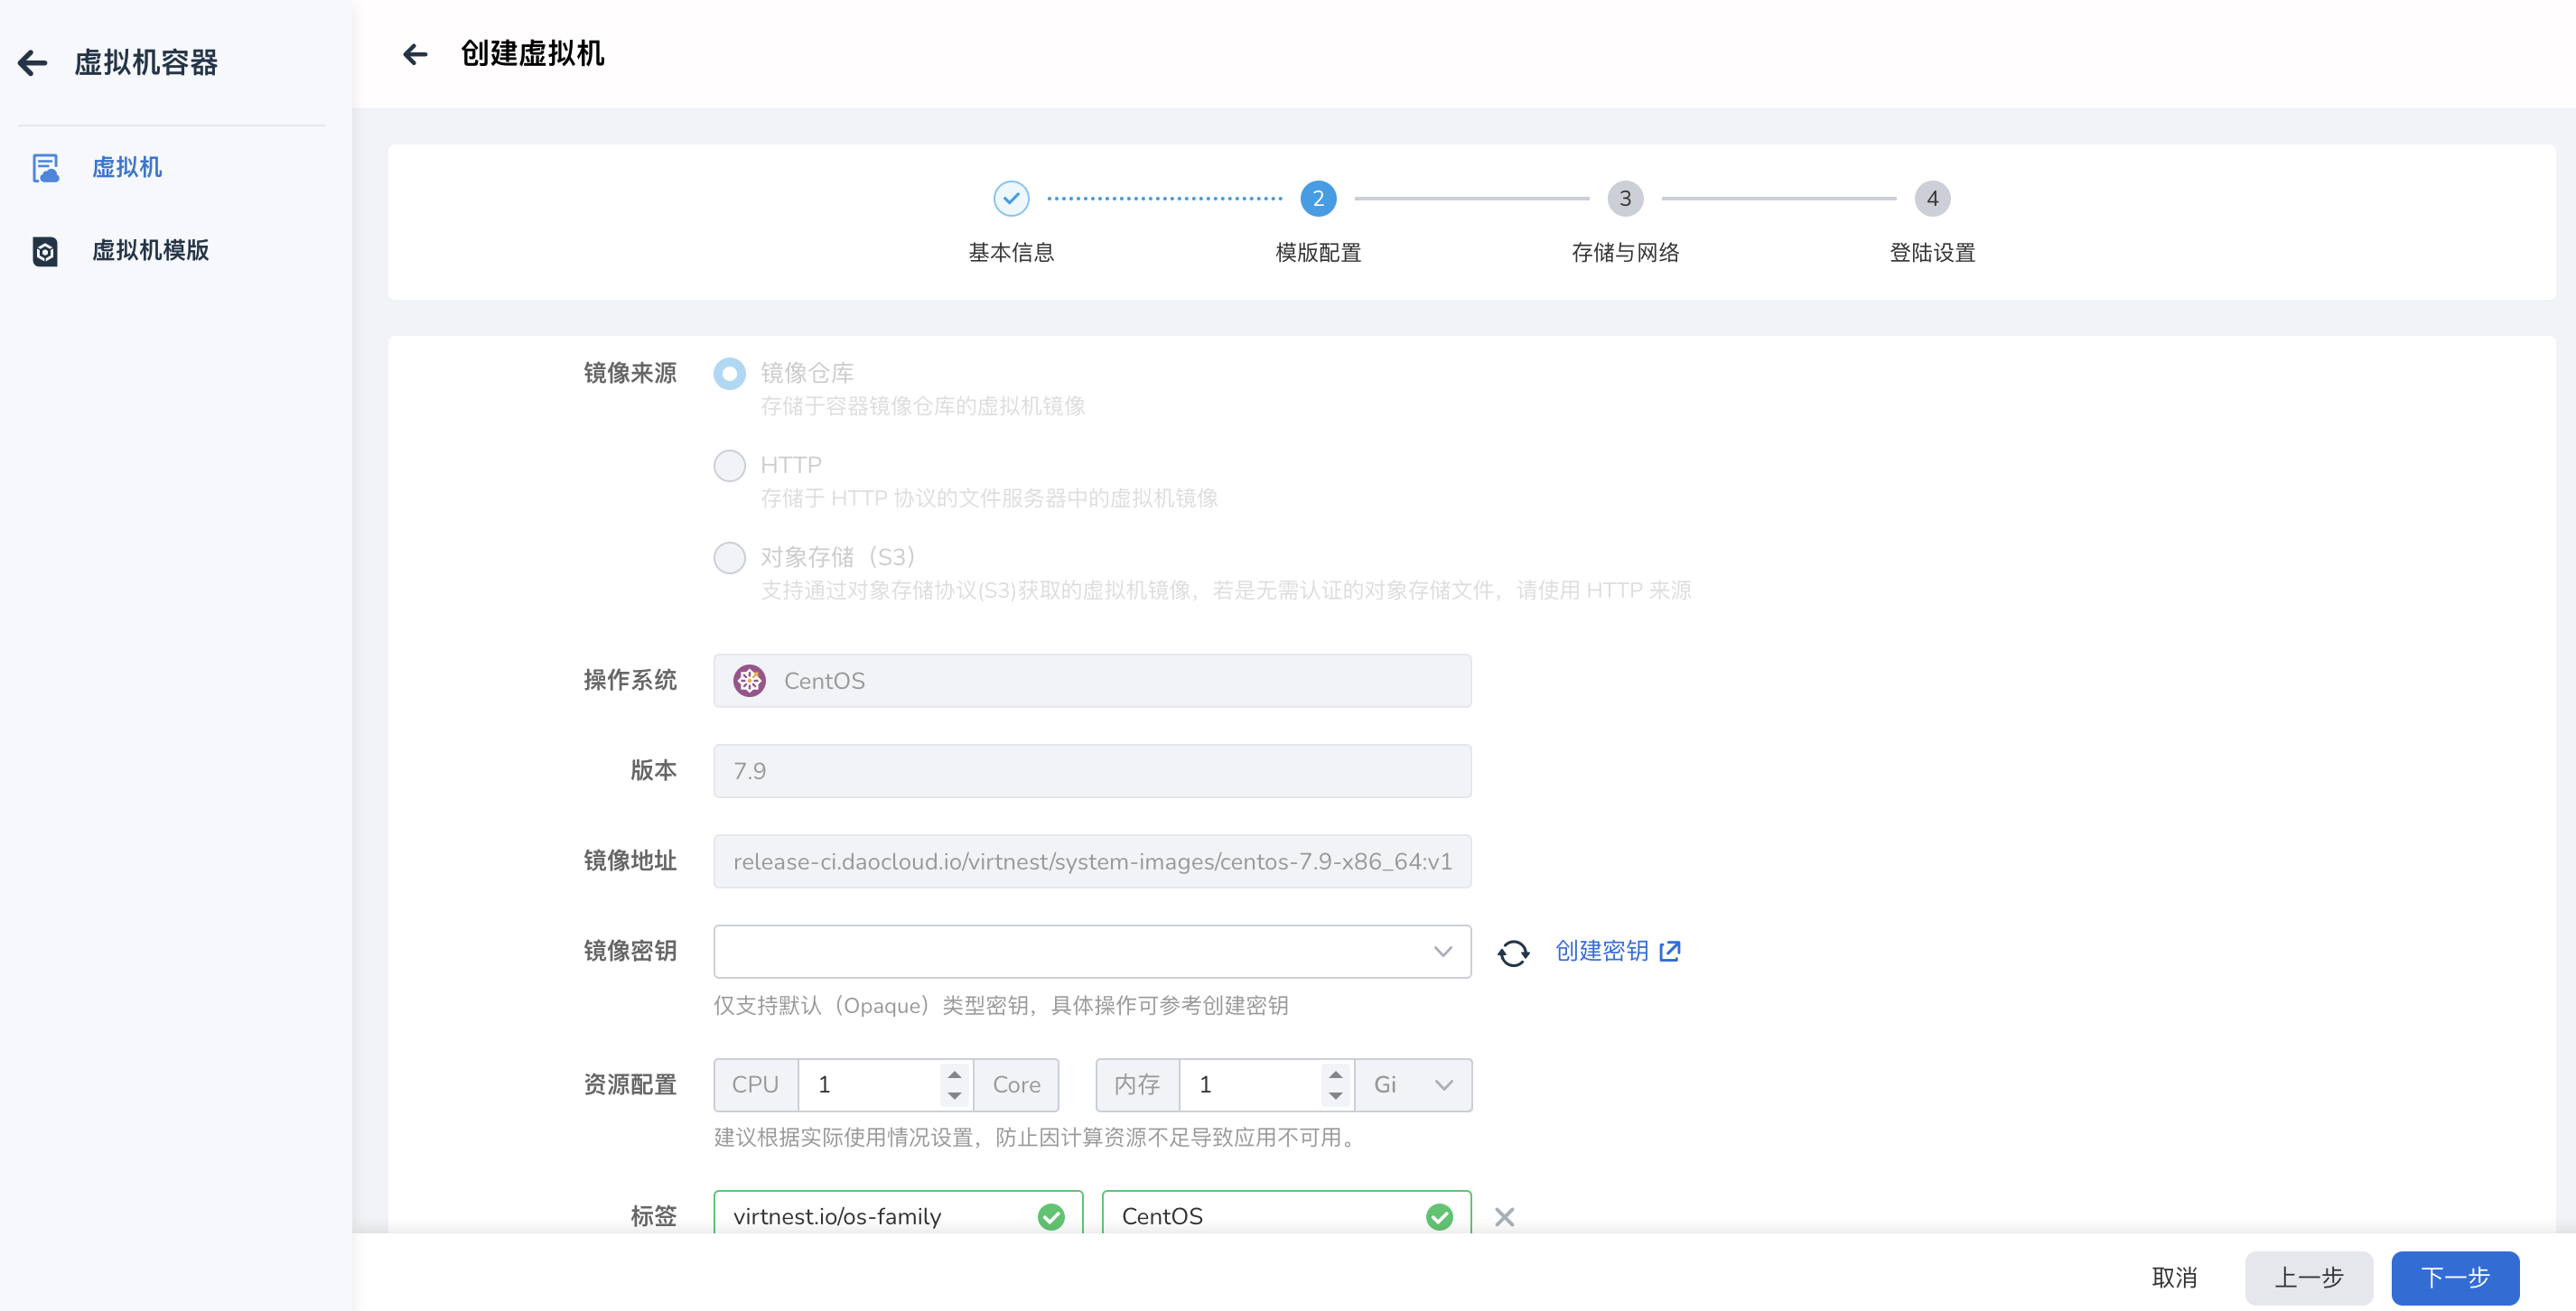 虚拟机容器
虚拟机
虚拟机模版
创建虚拟机
2
3
4
基本信息
模版配置
存储与网络
登陆设置
镜像来源
镜像仓库
存储于容器镜像仓库的虚拟机镜像
HTTP
存储于 HTTP 协议的文件服务器中的虚拟机镜像
对象存储（S3）
支持通过对象存储协议(S3)获取的虚拟机镜像，若是无需认证的对象存储文件，请使用 HTTP 来源
操作系统
CentOS
版本
7.9
镜像地址
release-ci.daocloud.io/virtnest/system-images/centos-7.9-x86_64:v1
镜像密钥
创建密钥
仅支持默认（Opaque）类型密钥，具体操作可参考创建密钥
资源配置
CPU 1 Core
内存 1 Gi
建议根据实际使用情况设置，防止因计算资源不足导致应用不可用。
标签
virtnest.io/os-family
CentOS
取消
上一步
下一步